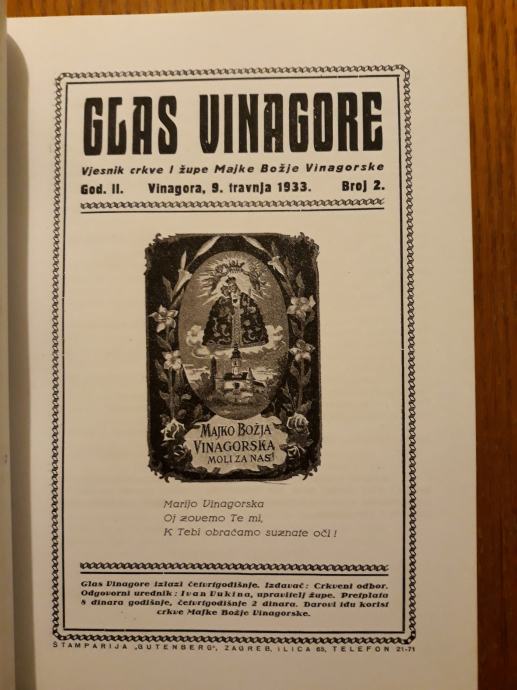 GLAS VINAGORE
Vjesnik crkve i župe Majke Božje Vinagorske
God. II. Vinagora, 9. travnja 1933. Broj 2.
MAJKO BOŽJA
VINAGORSKA
MOLI ZA NAS!
Marijo Vinagorska
Oj zovemo Te mi,
K Tebi obraćamo suznate oči!
Glas Vinagore izlazi četvrigodišnje. Izdavač: Crkveni odbor.
Odgovorni urednik: Ivan Vukina, upravitelj župe. Pretplata
8 dinara godišnje, četvrigodišnje 2 dinara. Darovi idu korist
crkve Majke Božje Vinagorske.
ŠTAMPARIJA „GUTENBERG”, ZAGREB, ILICA 65, TELEFON 21-71